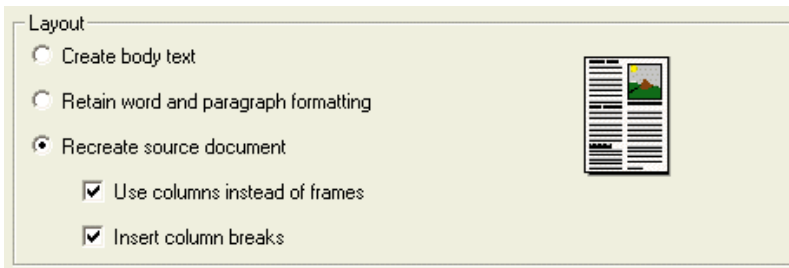 Layout
Create body text
Retain word and paragraph formatting
Recreate source document
Use columns instead of frames
Insert column breaks